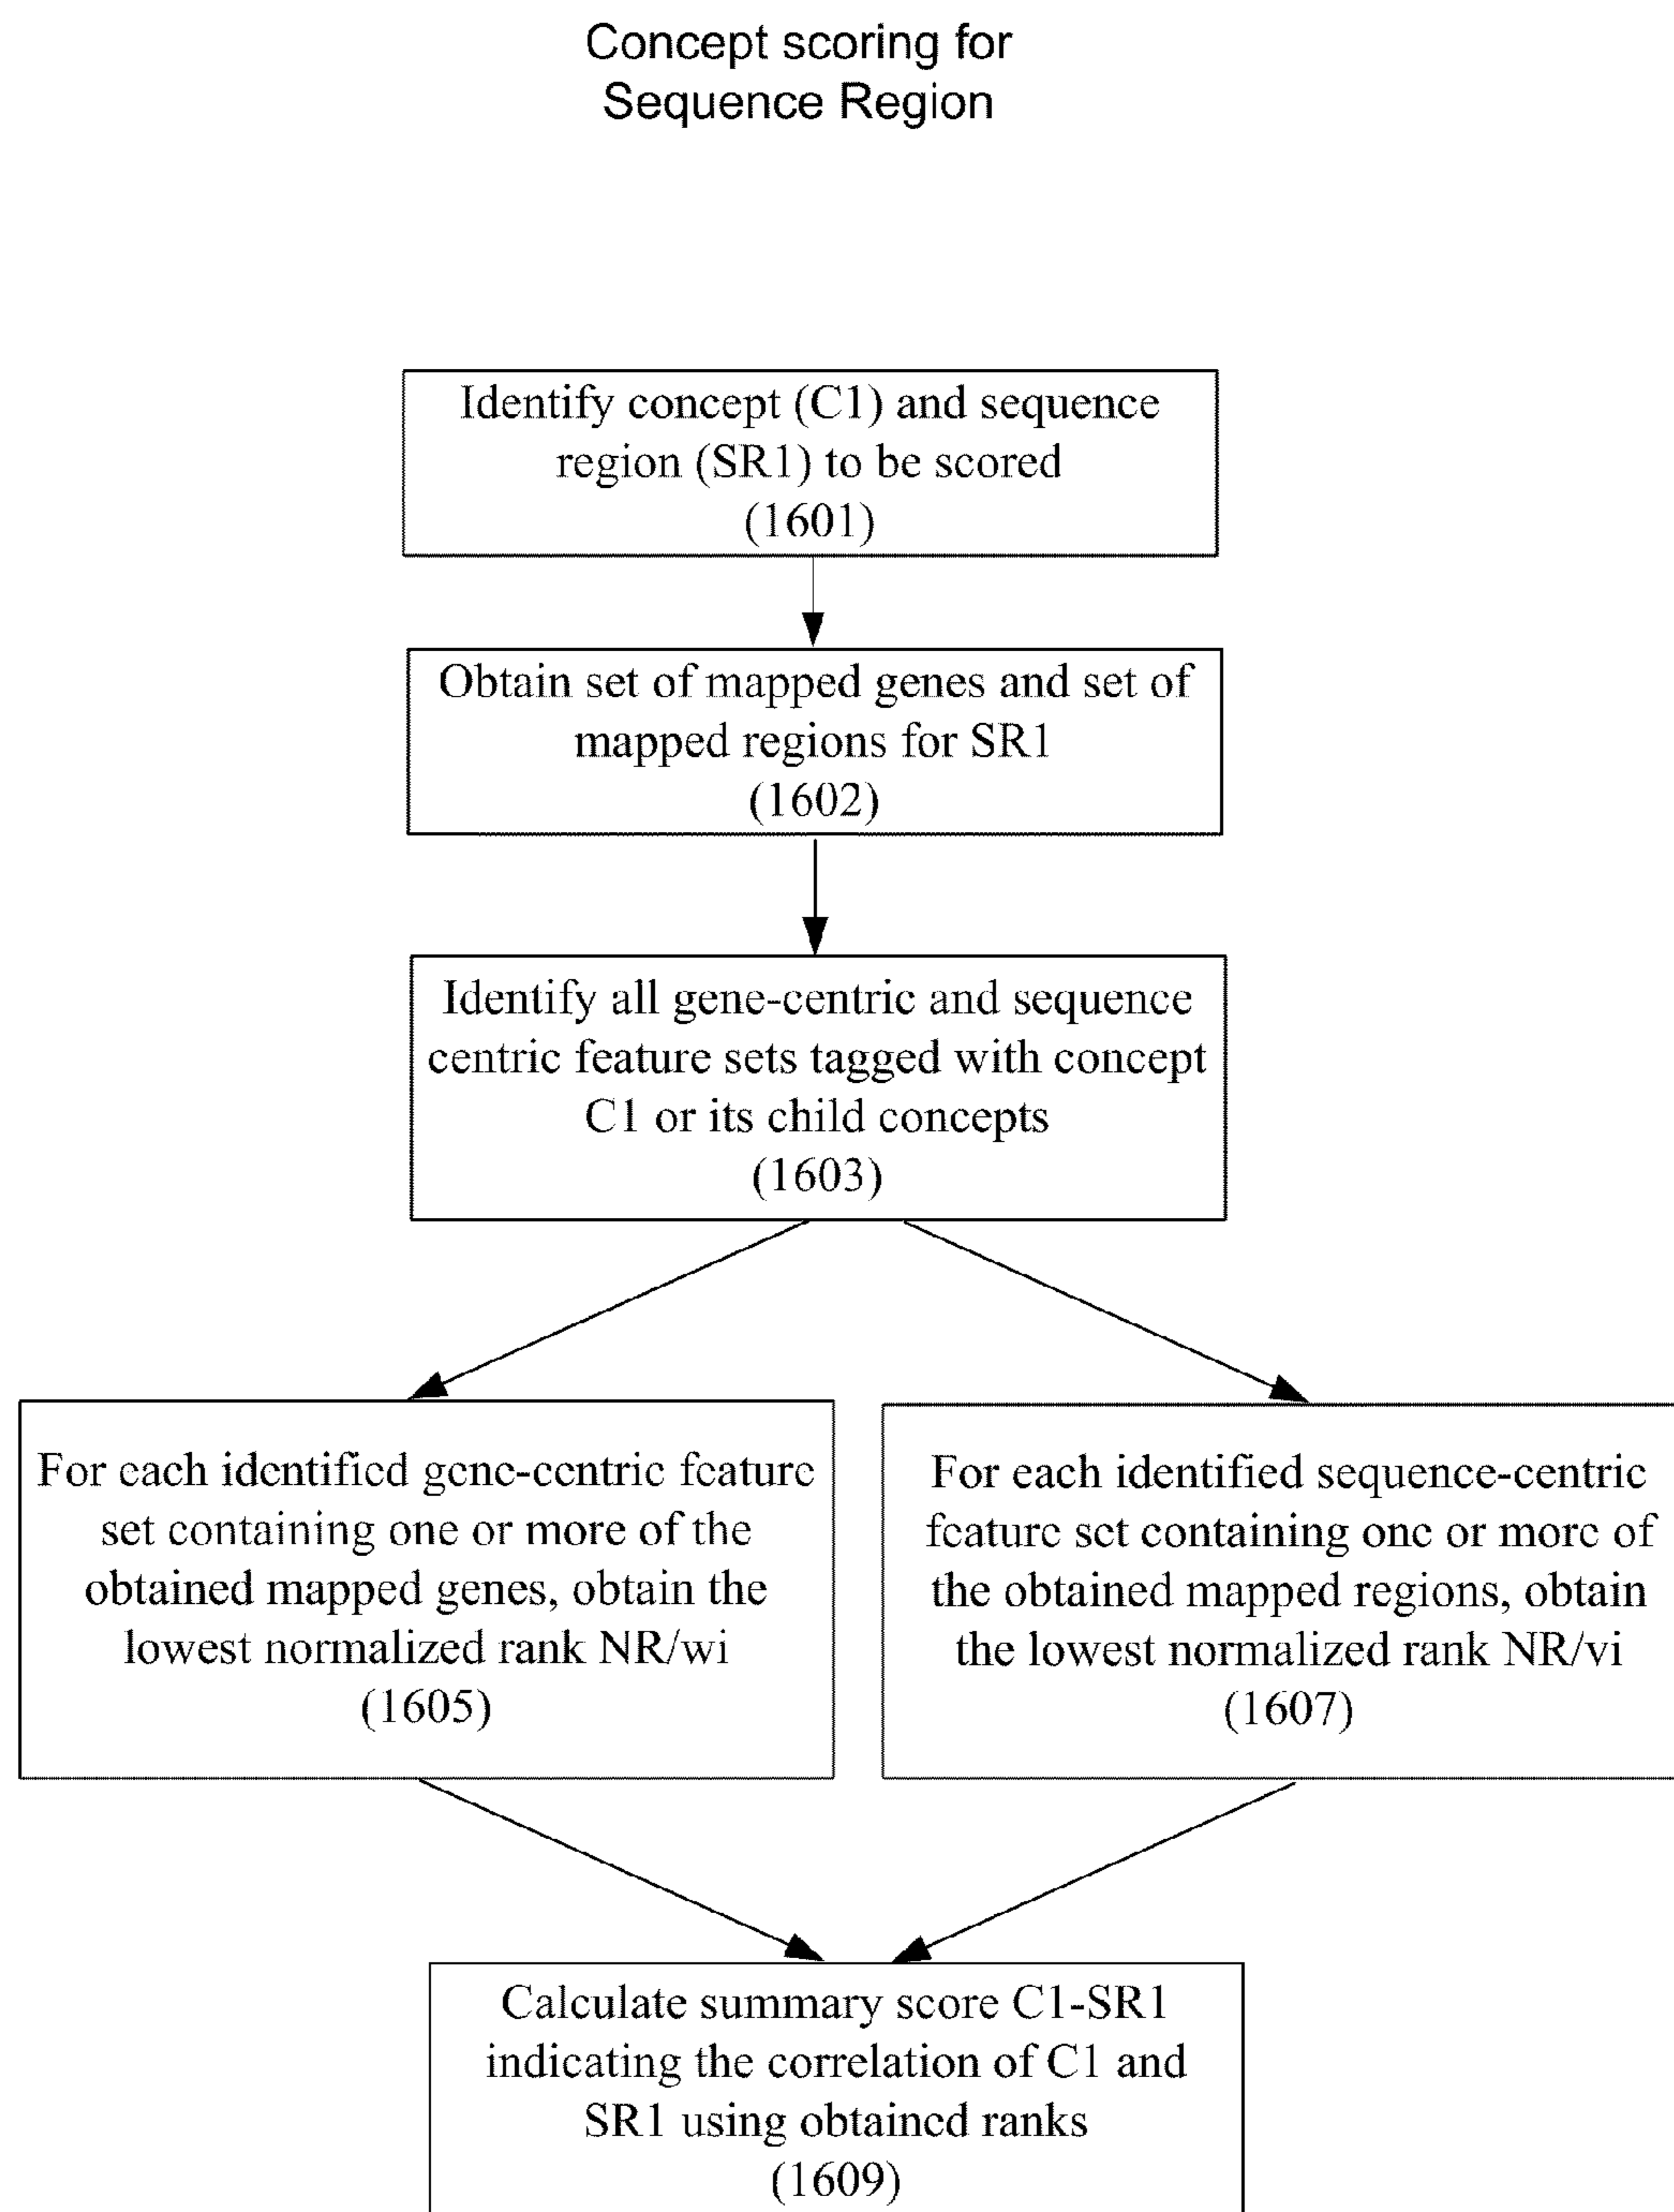 Concept scoring for
Sequence Region
Identify concept (C1) and sequence
region (SR1) to be scored
(1601)
Obtain set of mapped genes and set of
mapped regions for SR1
(1602)
Identify all gene-centric and sequence
centric feature sets tagged with concept
C1 or its child concepts
(1603)
For each identified gene-centric feature
set containing one or more of the
obtained mapped genes, obtain the
lowest normalized rank NR/wi
(1605)
For each identified sequence-centric
feature set containing one or more of
the obtained mapped regions, obtain
the lowest normalized rank NR/vi
(1607)
Calculate summary score C1-SR1
indicating the correlation of C1 and
SR1 using obtained ranks
(1609)